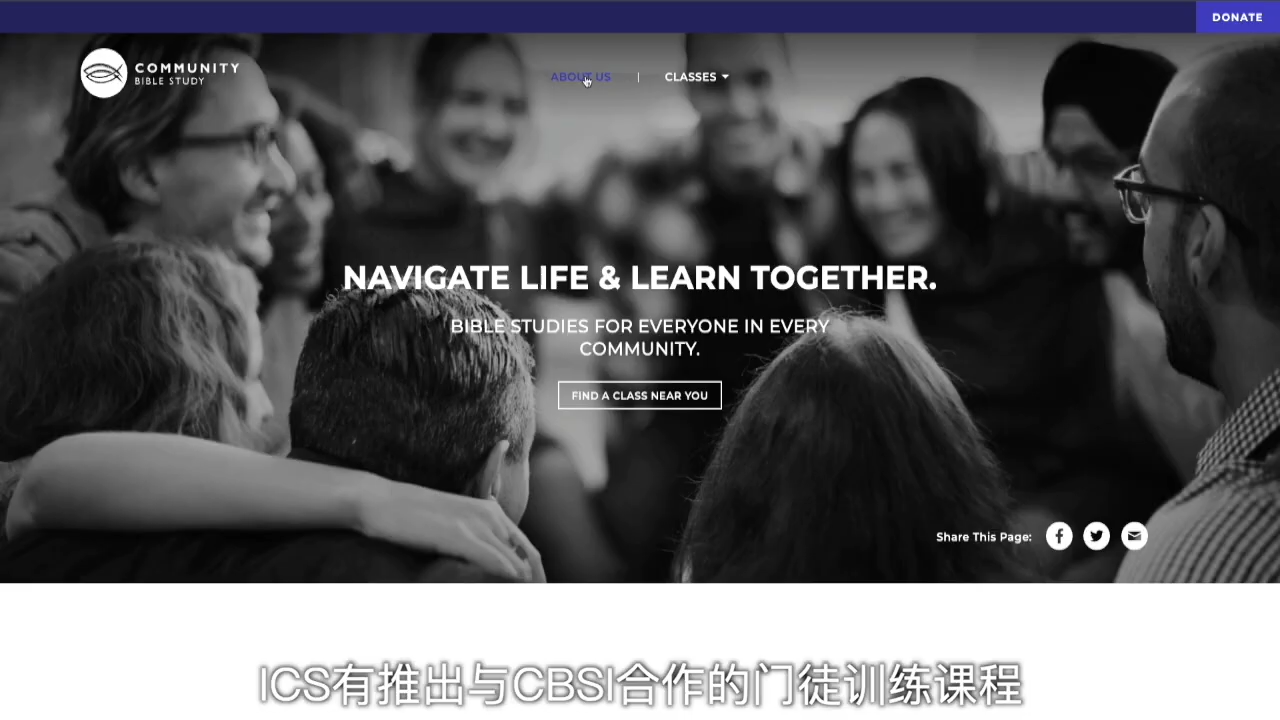 DONATE
COMMUNITY
BIBLE STUDY
ABOUT US
CLASSES
NAVIGATE LIFE & LEARN TOGETHER.
BIBLE STUDIES FOR EVERYONE IN EVERY
COMMUNITY.
FIND A CLASS NEAR YOU
Share This Page:
ICS有推出与CBSI合作的门徒训练课程